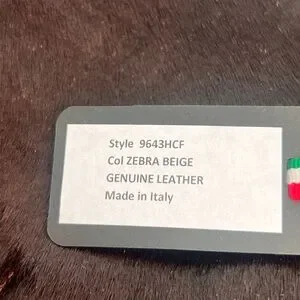 Style 9643HCF
Col ZEBRA BEIGE
GENUINE LEATHER
Made in Italy